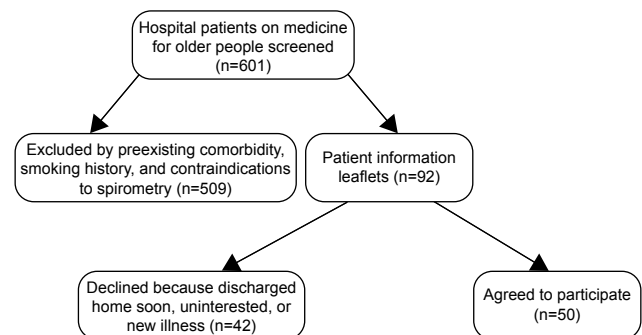 Hospital patients on medicine
for older people screened
(n=601)
Excluded by preexisting comorbidity,
smoking history, and contraindications
to spirometry (n=509)
Patient information
leaflets (n=92)
Declined because discharged
home soon, uninterested, or
new illness (n=42)
Agreed to participate
(n=50)